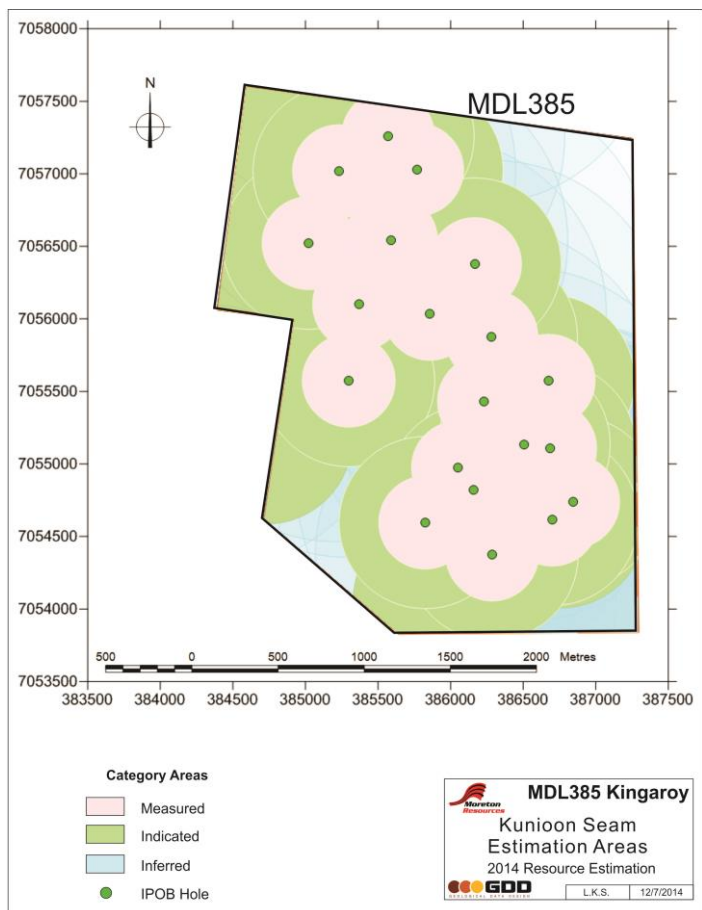 7058000
7057500
7057000
7056500
7056000
7055500
7055000
7054500
7054000
7053500
N
MDL385
500 0 500 1000 1500 2000 Metres
383500 384000 384500 385000 385500 386000 386500 387000 387500
Category Areas
Measured
Indicated
Inferred
IPOB Hole
Moreton
Resources
MDL385 Kingaroy
Kunioon Seam
Estimation Areas
2014 Resource Estimation
GDD
GEOLOGICAL DATA DESIGN
L.K.S. 12/7/2014